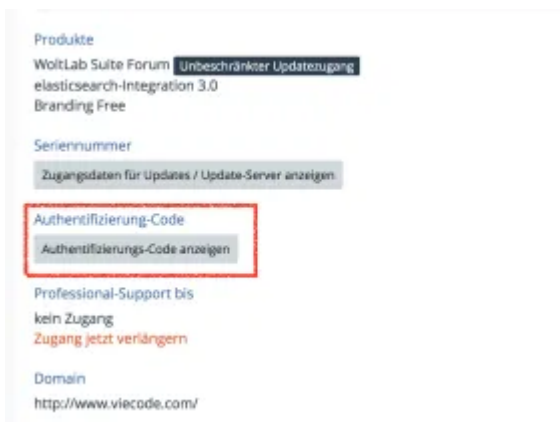 Produkte
WoltLab Suite Forum Unbeschränkter Updatezugang
elasticsearch-Integration 3.0
Branding Free
Seriennummer
Zugangsdaten für Updates / Update-Server anzeigen
Authentifizierung-Code
Authentifizierungs-Code anzeigen
Professional-Support bis
kein Zugang
Zugang jetzt verlängern
Domain
http://www.viecode.com/